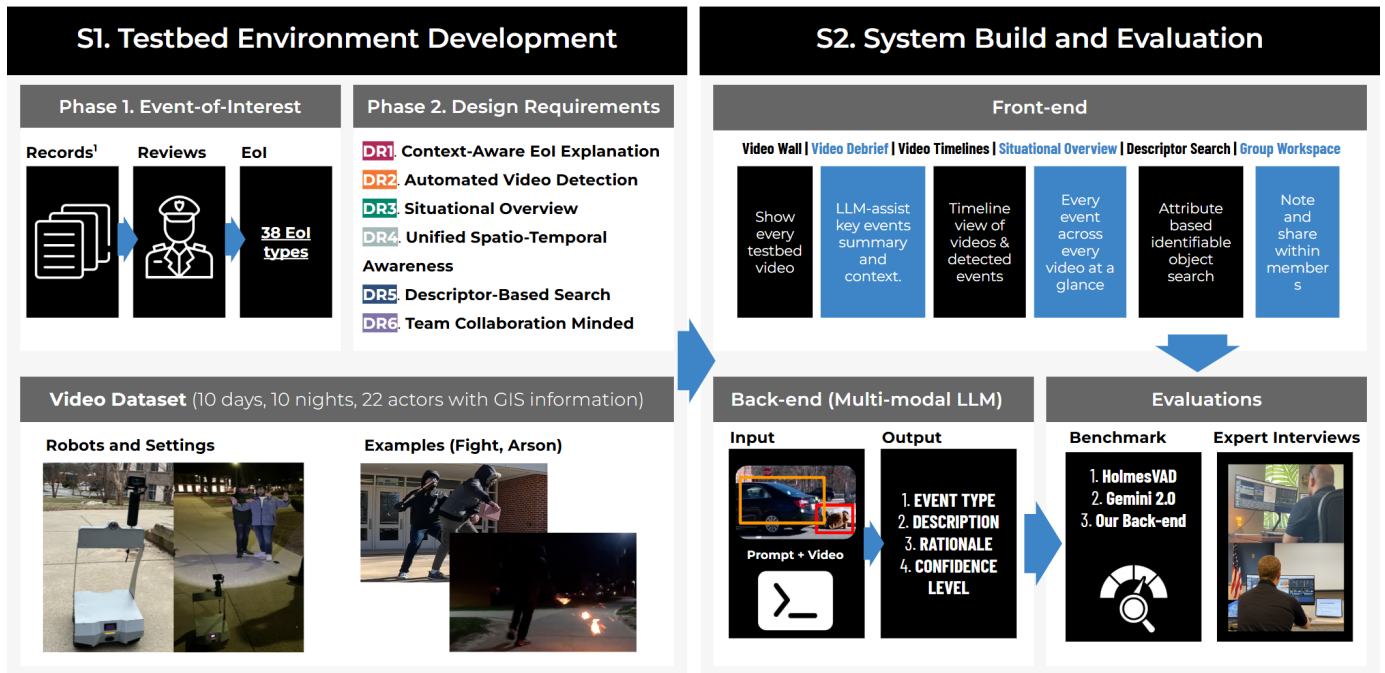 S1. Testbed Environment Development
Phase 1. Event-of-Interest
Records¹
Reviews
EoI
38 EoI
types
Phase 2. Design Requirements
DR1. Context-Aware EoI Explanation
DR2. Automated Video Detection
DR3. Situational Overview
DR4. Unified Spatio-Temporal
Awareness
DR5. Descriptor-Based Search
DR6. Team Collaboration Minded
Video Dataset (10 days, 10 nights, 22 actors with GIS information)
Robots and Settings
Examples (Fight, Arson)
S2. System Build and Evaluation
Front-end
Video Wall | Video Debrief | Video Timelines | Situational Overview | Descriptor Search | Group Workspace
Show
every
testbed
video
LLM-assist
key events
summary
and
context.
Timeline
view of
videos &
detected
events
Every
event
across
every
video at a
glance
Attribute
based
identifiable
object
search
Note
and
share
within
member
s
Back-end (Multi-modal LLM)
Input
Prompt + Video
Output
1. EVENT TYPE
2. DESCRIPTION
3. RATIONALE
4. CONFIDENCE
LEVEL
Evaluations
Benchmark
1. HolmesVAD
2. Gemini 2.0
3. Our Back-end
Expert Interviews